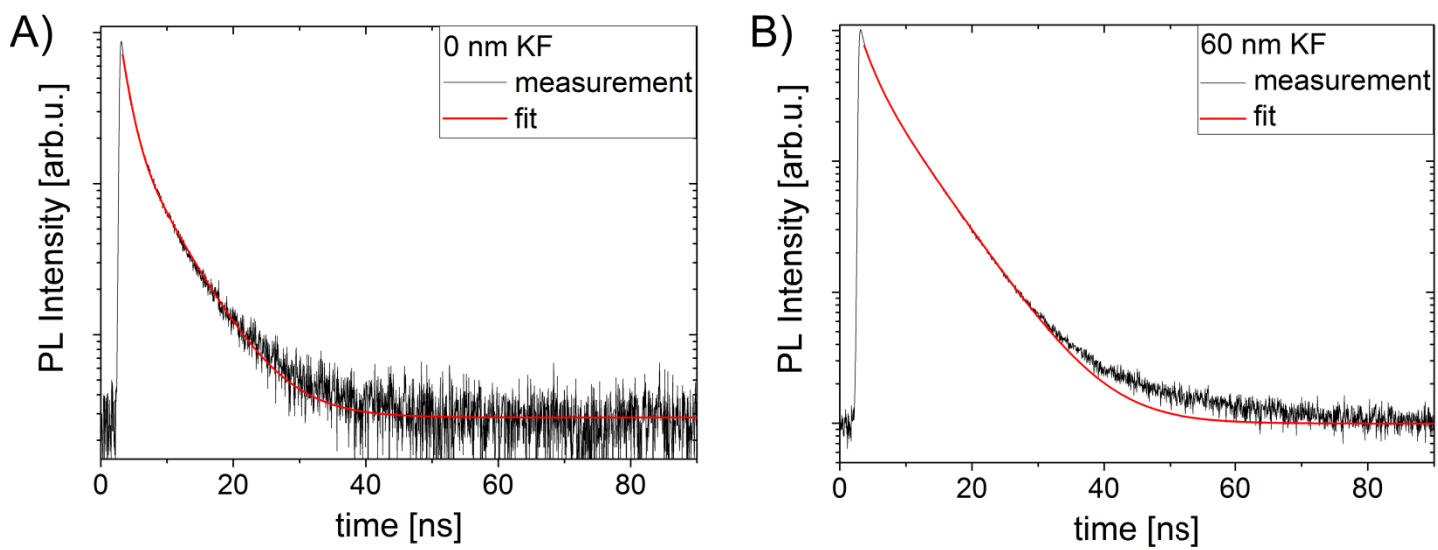 A)
0 nm KF
measurement
fit
PL Intensity [arb.u.]
0 20 40 60 80
time [ns]
B)
60 nm KF
measurement
fit
PL Intensity [arb.u.]
0 20 40 60 80
time [ns]